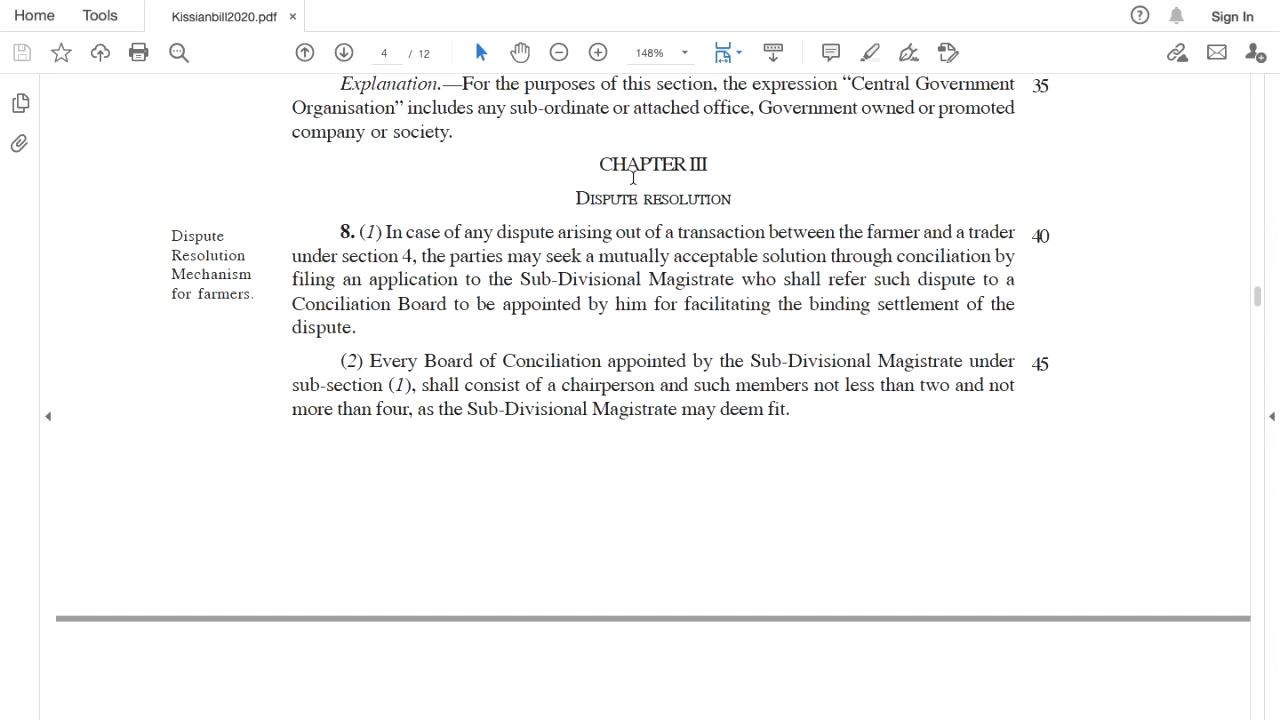 Home Tools Kissianbill2020.pdf × Sign In
4 / 12 148%
Explanation.—For the purposes of this section, the expression “Central Government 35
Organisation” includes any sub-ordinate or attached office, Government owned or promoted
company or society.
CHAPTER III
DISPUTE RESOLUTION
Dispute
Resolution
Mechanism
for farmers.
8. (1) In case of any dispute arising out of a transaction between the farmer and a trader 40
under section 4, the parties may seek a mutually acceptable solution through conciliation by
filing an application to the Sub-Divisional Magistrate who shall refer such dispute to a
Conciliation Board to be appointed by him for facilitating the binding settlement of the
dispute.
(2) Every Board of Conciliation appointed by the Sub-Divisional Magistrate under 45
sub-section (1), shall consist of a chairperson and such members not less than two and not
more than four, as the Sub-Divisional Magistrate may deem fit.